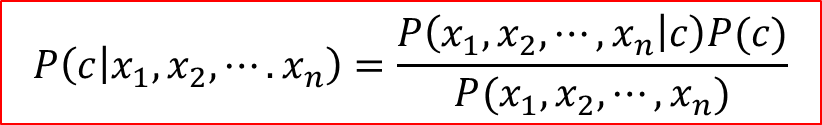 P(c|x₁, x₂, ⋯. xₙ) = P(x₁, x₂, ⋯, xₙ|c)P(c) / P(x₁, x₂, ⋯, xₙ)